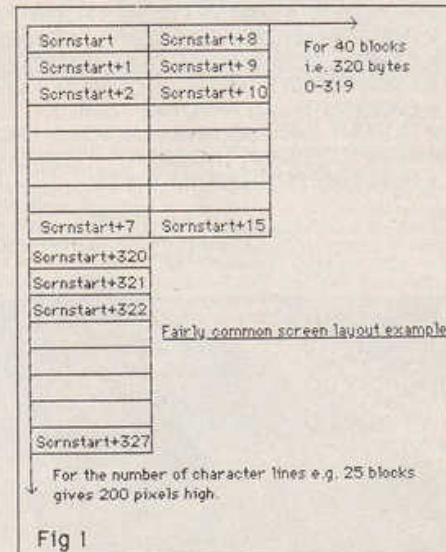 Scrnstart Scrnstart+8
Scrnstart+1 Scrnstart+9
Scrnstart+2 Scrnstart+10
Scrnstart+7 Scrnstart+15
For 40 blocks
i.e. 320 bytes
0-319
Scrnstart+320
Scrnstart+321
Scrnstart+322
Fairly common screen layout example
Scrnstart+327
For the number of character lines e.g. 25 blocks
gives 200 pixels high.
Fig 1